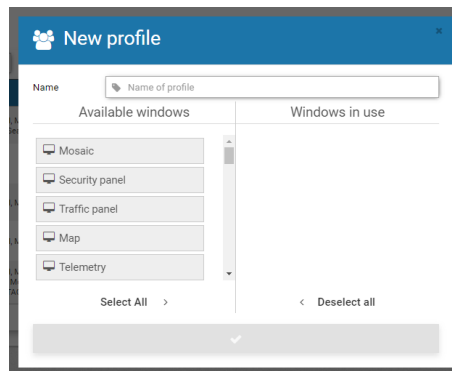 New profile
×
Name
Name of profile
Available windows
Windows in use
Mosaic
Security panel
Traffic panel
Map
Telemetry
Select All >
< Deselect all